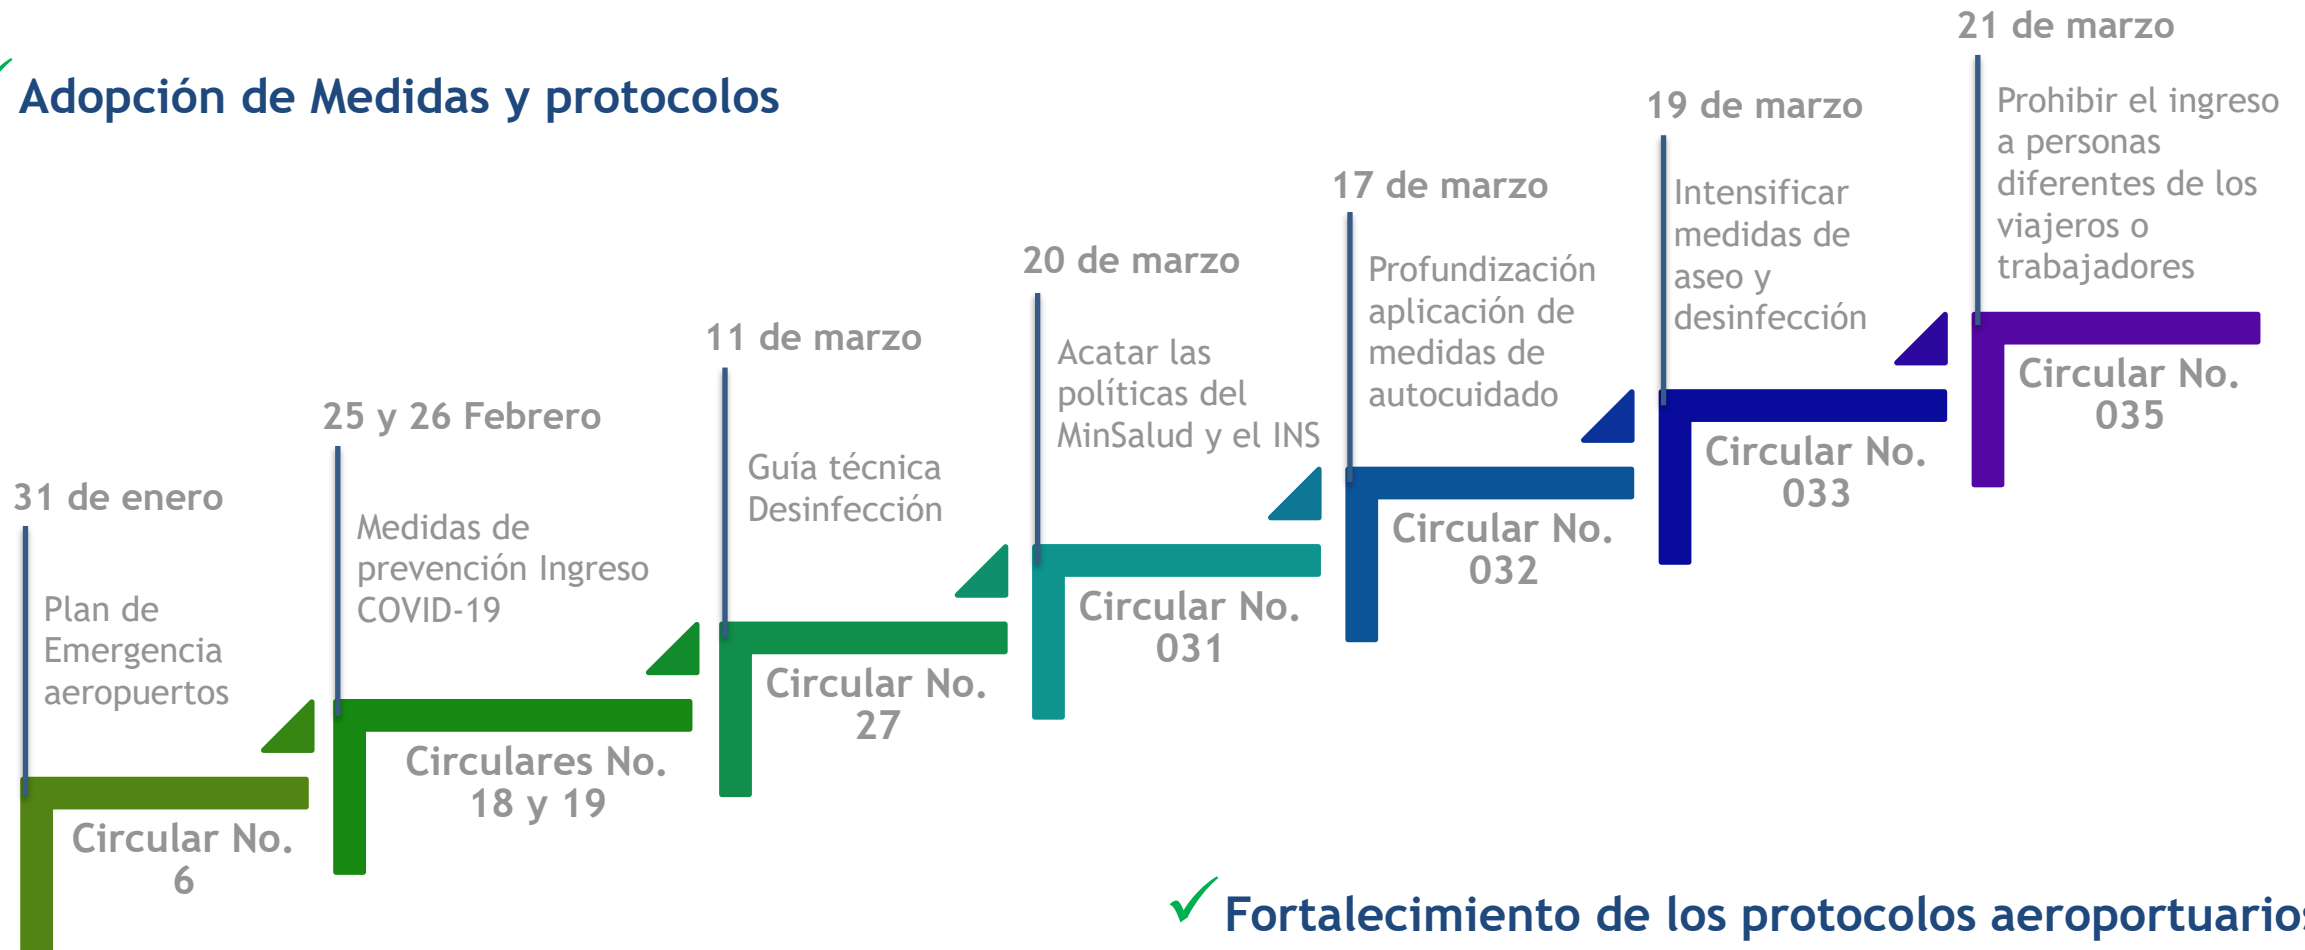 Adopción de Medidas y protocolos
31 de enero
Plan de
Emergencia
aeropuertos
Circular No.
6
25 y 26 Febrero
Medidas de
prevención Ingreso
COVID-19
Circulares No.
18 y 19
11 de marzo
Guía técnica
Desinfección
Circular No.
27
20 de marzo
Acatar las
políticas del
MinSalud y el INS
Circular No.
031
17 de marzo
Profundización
aplicación de
medidas de
autocuidado
Circular No.
032
19 de marzo
Intensificar
medidas de
aseo y
desinfección
Circular No.
033
21 de marzo
Prohibir el ingreso
a personas
diferentes de los
viajeros o
trabajadores
Circular No.
035
Fortalecimiento de los protocolos aeroportuarios